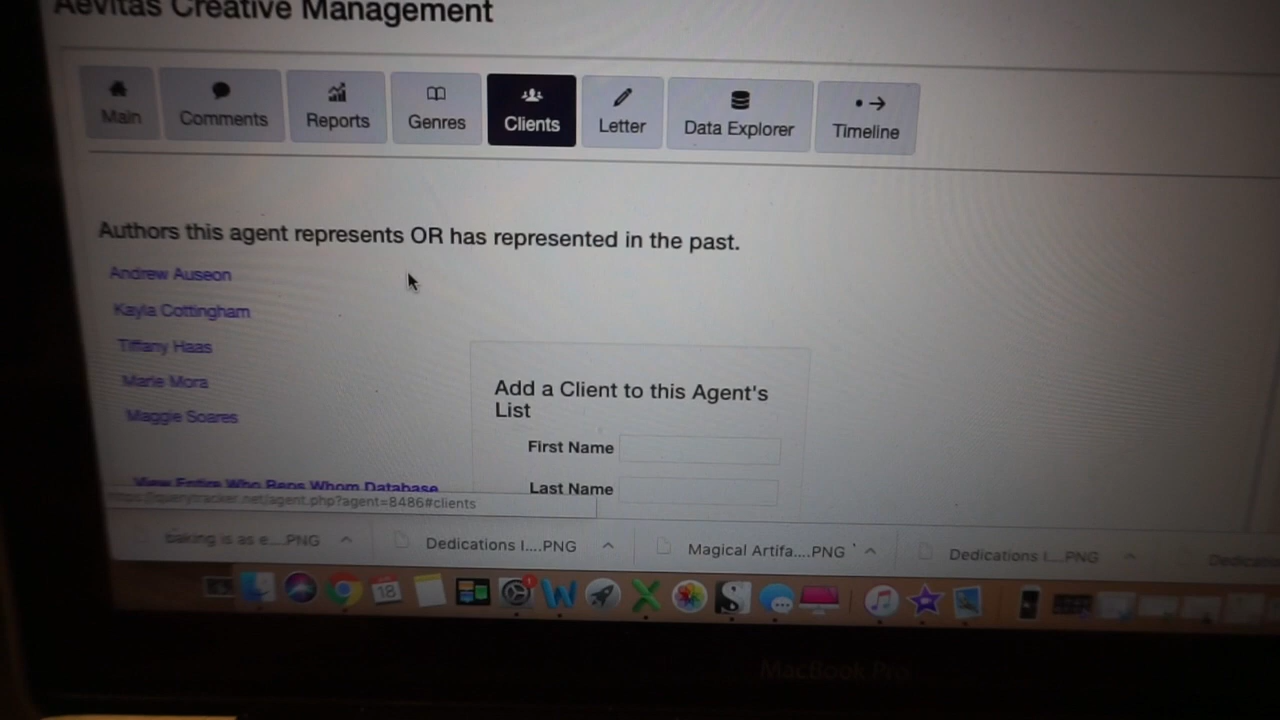 Aevitas Creative Management
Main
Comments
Reports
Genres
Clients
Letter
Data Explorer
Timeline
Authors this agent represents OR has represented in the past.
Andrew Auseon
Kayla Cottingham
Tiffany Haas
Marie Mora
Maggie Soares
Add a Client to this Agent's
List
First Name
Last Name
View Entire Who Reps Whom Database
https://querytracker.net/agent.php?agent=8486#clients
baking is as e....PNG
Dedications I....PNG
Magical Artifa....PNG
Dedications I....PNG
Dedications
18
1
MacBook Pro